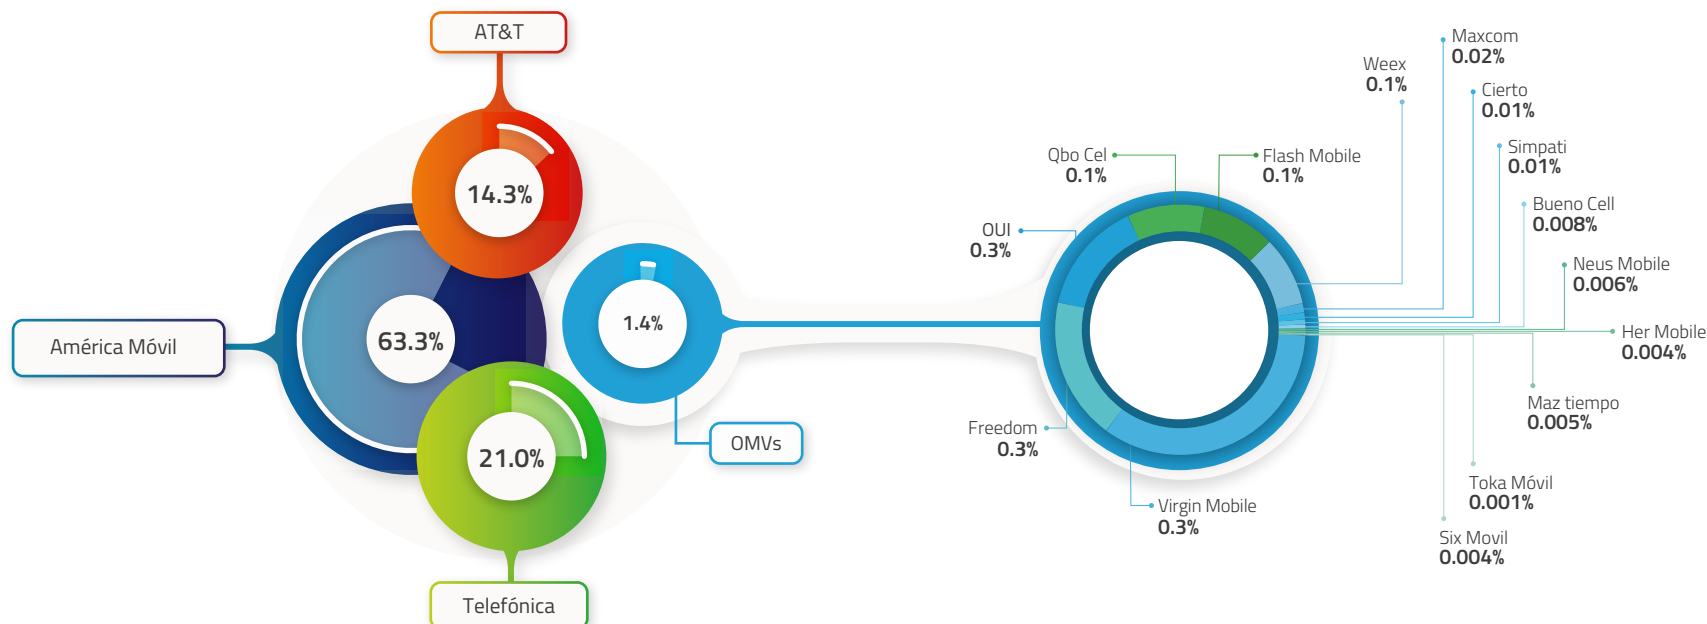 AT&T
14.3%
América Móvil
63.3%
21.0%
Telefónica
1.4%
OMVs
Qbo Cel
0.1%
Flash Mobile
0.1%
OUI
0.3%
Freedom
0.3%
Virgin Mobile
0.3%
Weex
0.1%
Maxcom
0.02%
Cierto
0.01%
Simpati
0.01%
Bueno Cell
0.008%
Neus Mobile
0.006%
Her Mobile
0.004%
Maz tiempo
0.005%
Toka Móvil
0.001%
Six Movil
0.004%